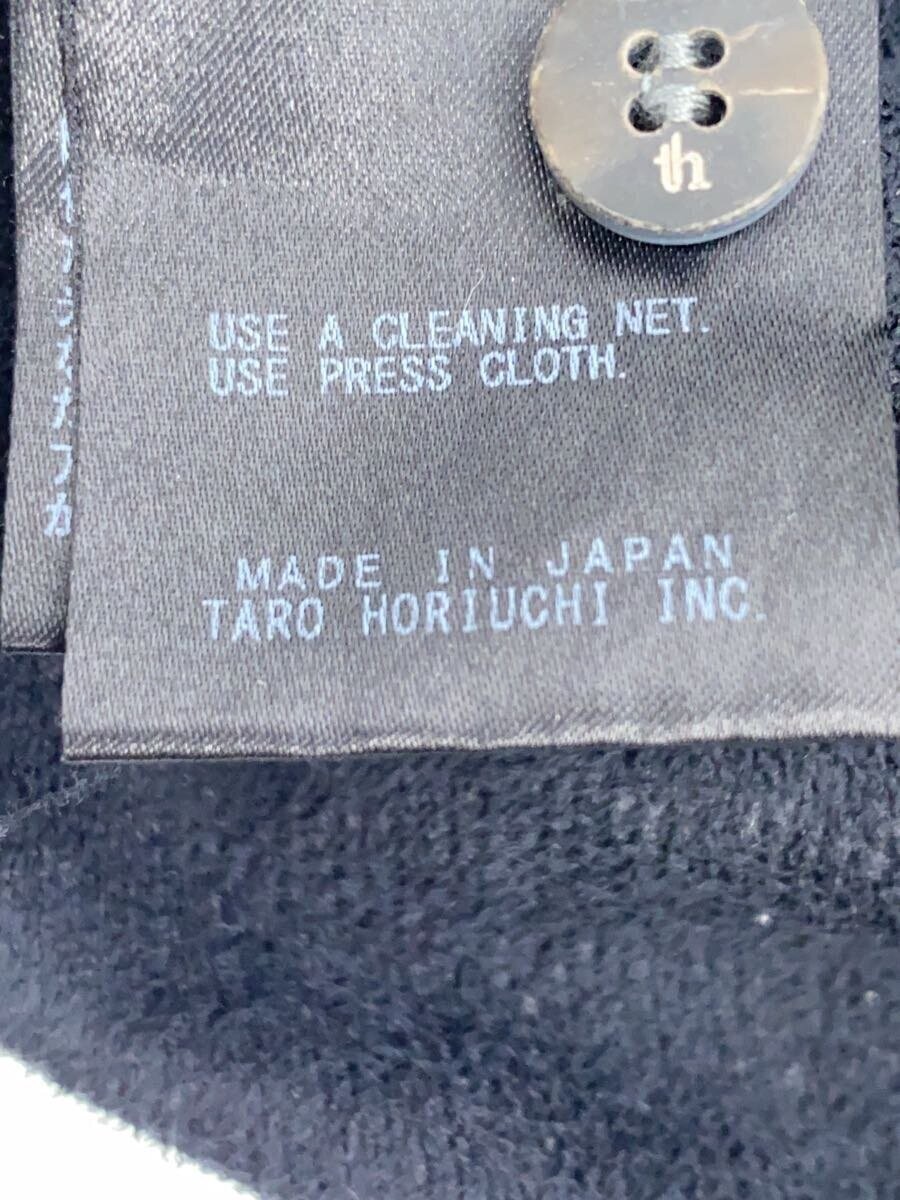 th
USE A CLEANING NET.
USE PRESS CLOTH.
MADE IN JAPAN
TARO HORIUCHI INC.